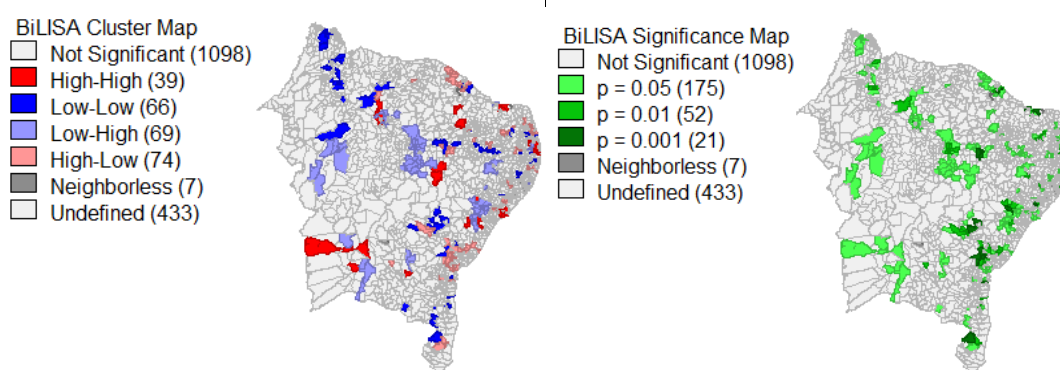 BiLISA Cluster Map
Not Significant (1098)
High-High (39)
Low-Low (66)
Low-High (69)
High-Low (74)
Neighborless (7)
Undefined (433)
BiLISA Significance Map
Not Significant (1098)
p = 0.05 (175)
p = 0.01 (52)
p = 0.001 (21)
Neighborless (7)
Undefined (433)